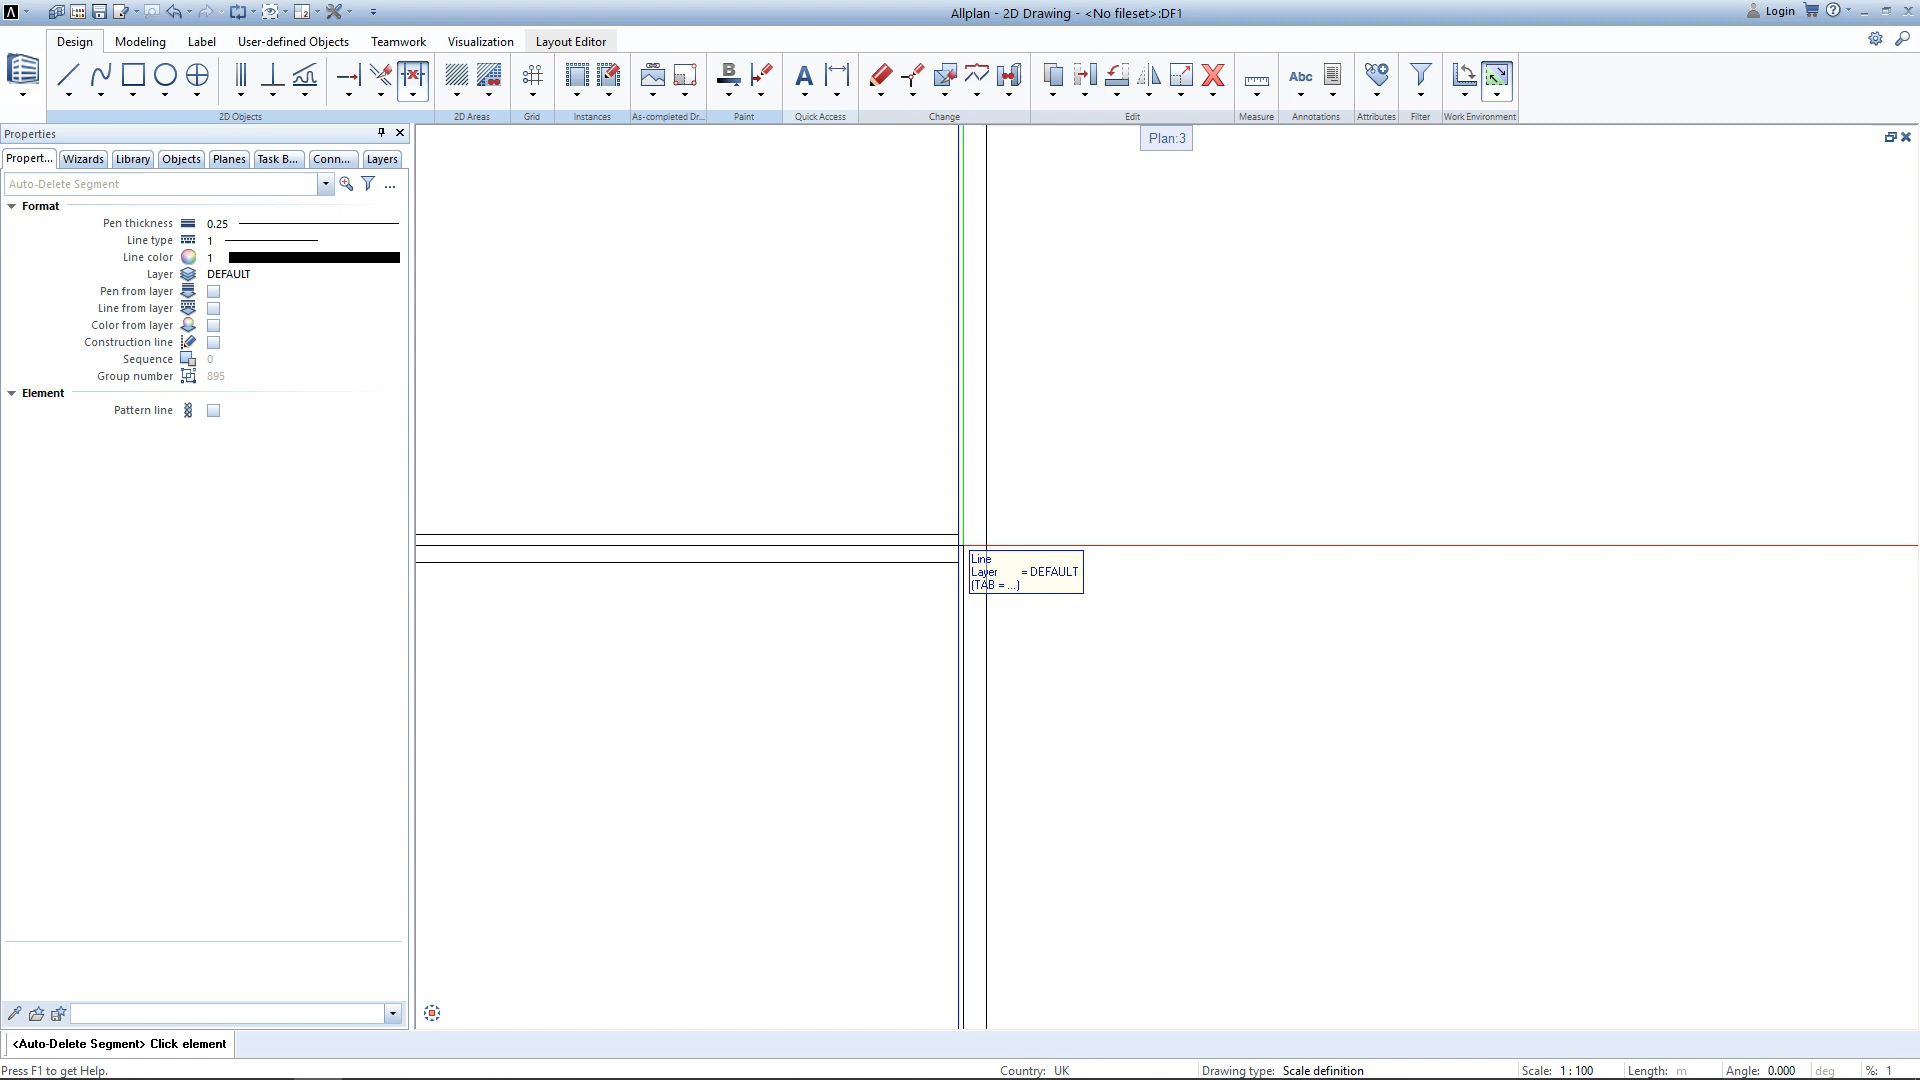 Allplan - 2D Drawing - <No fileset>:DF1
Login
Design
Modeling
Label
User-defined Objects
Teamwork
Visualization
Layout Editor
2D Objects
2D Areas
Grid
Instances
As-completed Dr...
Paint
Quick Access
Change
Edit
Measure
Annotations
Attributes
Filter
Work Environment
Abc
Properties
Propert...
Wizards
Library
Objects
Planes
Task B...
Conn...
Layers
Auto-Delete Segment
...
Format
Pen thickness 0.25
Line type 1
Line color 1
Layer DEFAULT
Pen from layer
Line from layer
Color from layer
Construction line
Sequence 0
Group number 895
Element
Pattern line
Plan:3
Line
Layer = DEFAULT
(TAB = ...)
<Auto-Delete Segment> Click element
Press F1 to get Help.
Country: UK
Drawing type: Scale definition
Scale: 1 : 100
Length: m
Angle: 0.000 deg
%: 1